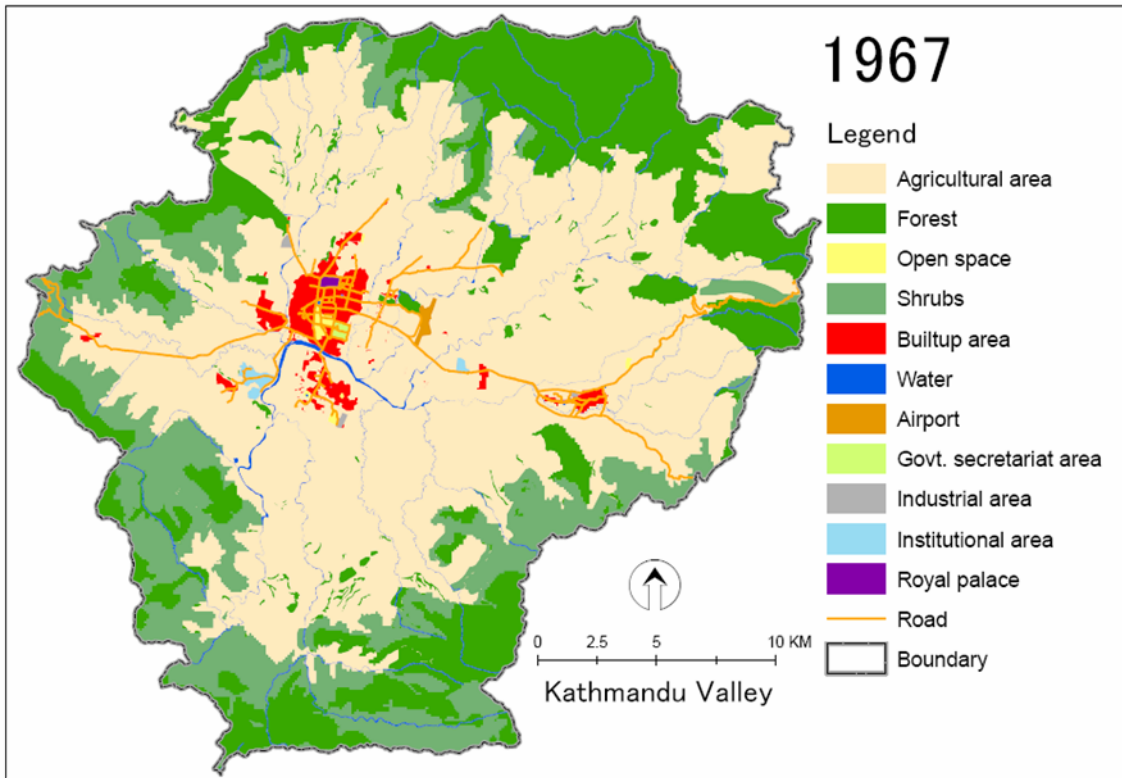 1967
Legend
Agricultural area
Forest
Open space
Shrubs
Builtup area
Water
Airport
Govt. secretariat area
Industrial area
Institutional area
Royal palace
Road
Boundary
0 2.5 5 10 KM
Kathmandu Valley